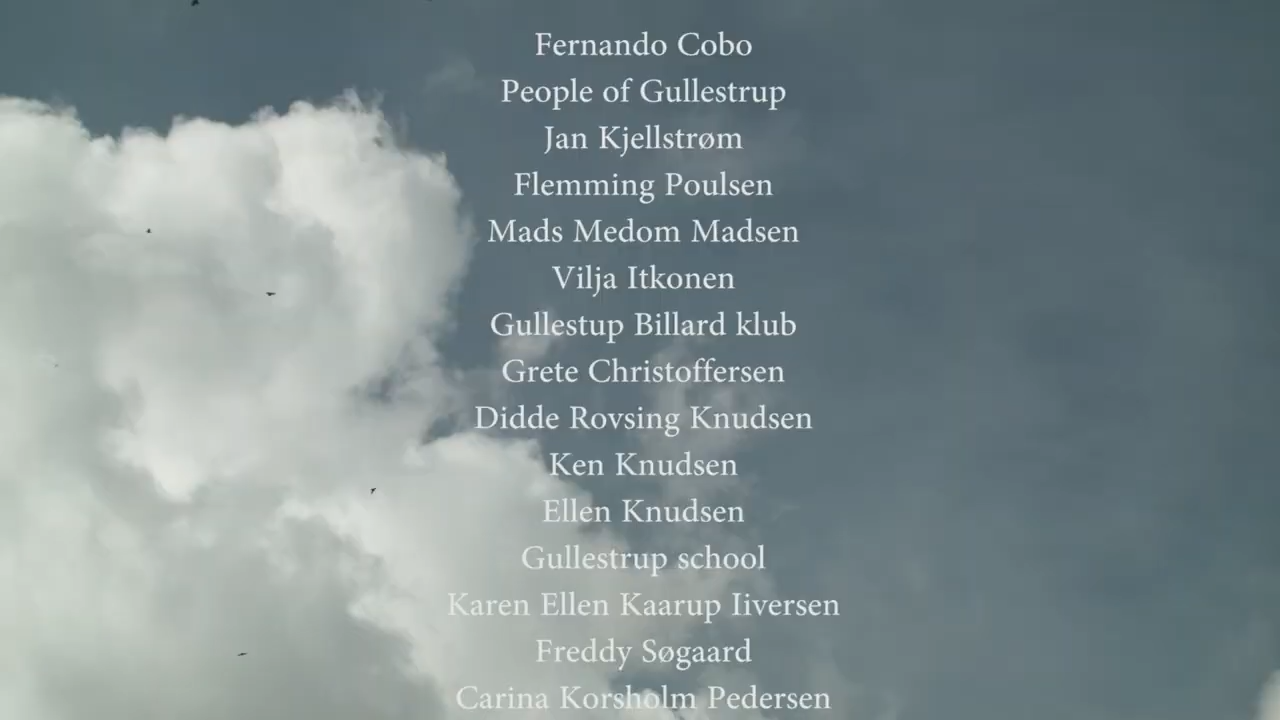 Fernando Cobo
People of Gullestrup
Jan Kjellstrøm
Flemming Poulsen
Mads Medom Madsen
Vilja Itkonen
Gullestup Billard klub
Grete Christoffersen
Didde Rovsing Knudsen
Ken Knudsen
Ellen Knudsen
Gullestrup school
Karen Ellen Kaarup Iiversen
Freddy Søgaard
Carina Korsholm Pedersen